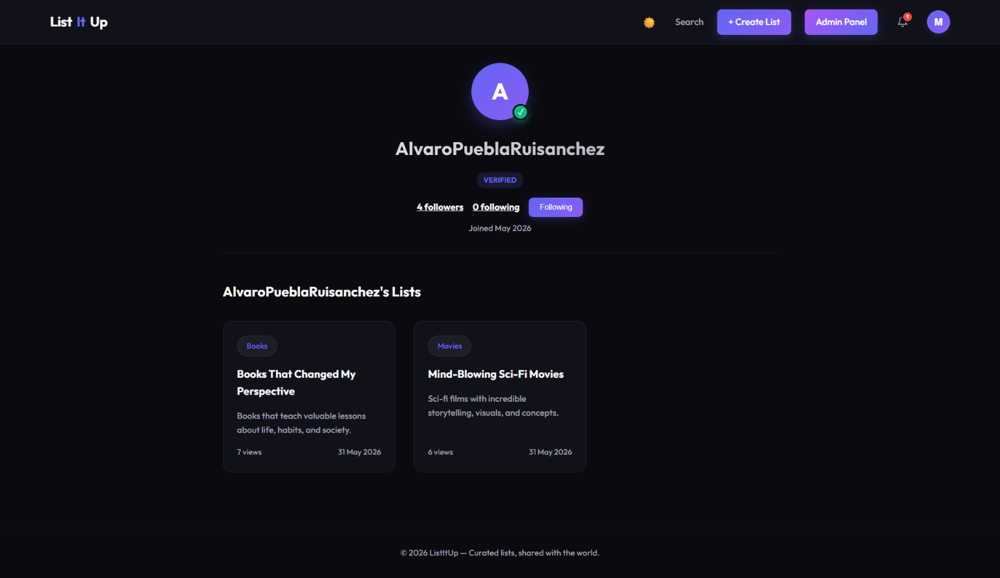 List It Up
Search
+ Create List
Admin Panel
1
M
A
AlvaroPueblaRuisanchez
VERIFIED
4 followers
0 following
Following
Joined May 2026
AlvaroPueblaRuisanchez's Lists
Books
Books That Changed My
Perspective
Books that teach valuable lessons
about life, habits, and society.
7 views
31 May 2026
Movies
Mind-Blowing Sci-Fi Movies
Sci-fi films with incredible
storytelling, visuals, and concepts.
6 views
31 May 2026
© 2026 ListItUp — Curated lists, shared with the world.